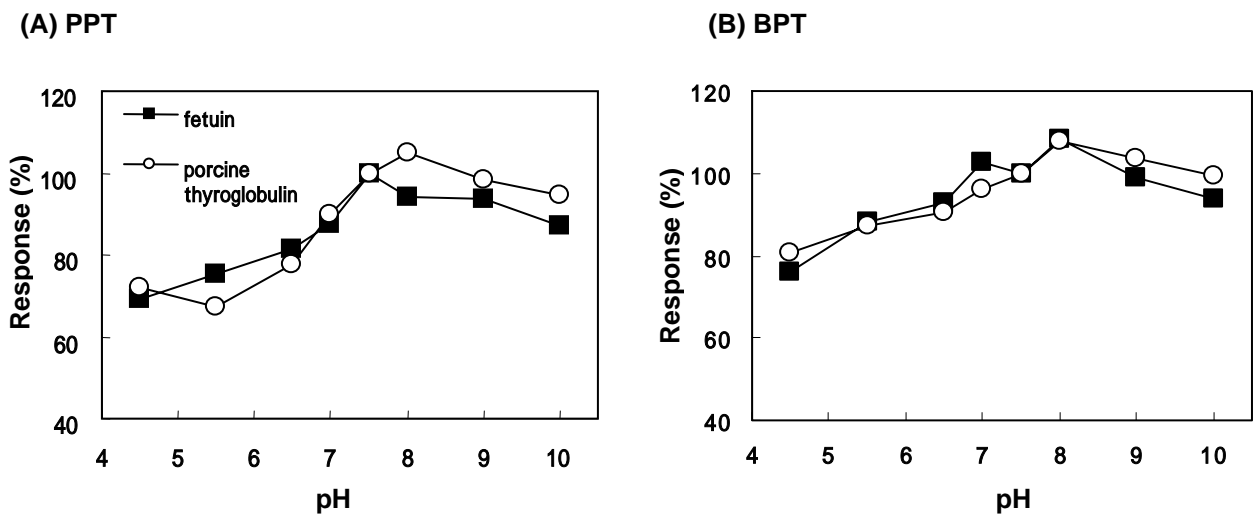 (A) PPT
120
100
80
60
40
Response (%)
fetuin
porcine
thyroglobulin
4 5 6 7 8 9 10
pH
(B) BPT
120
100
80
60
40
Response (%)
4 5 6 7 8 9 10
pH